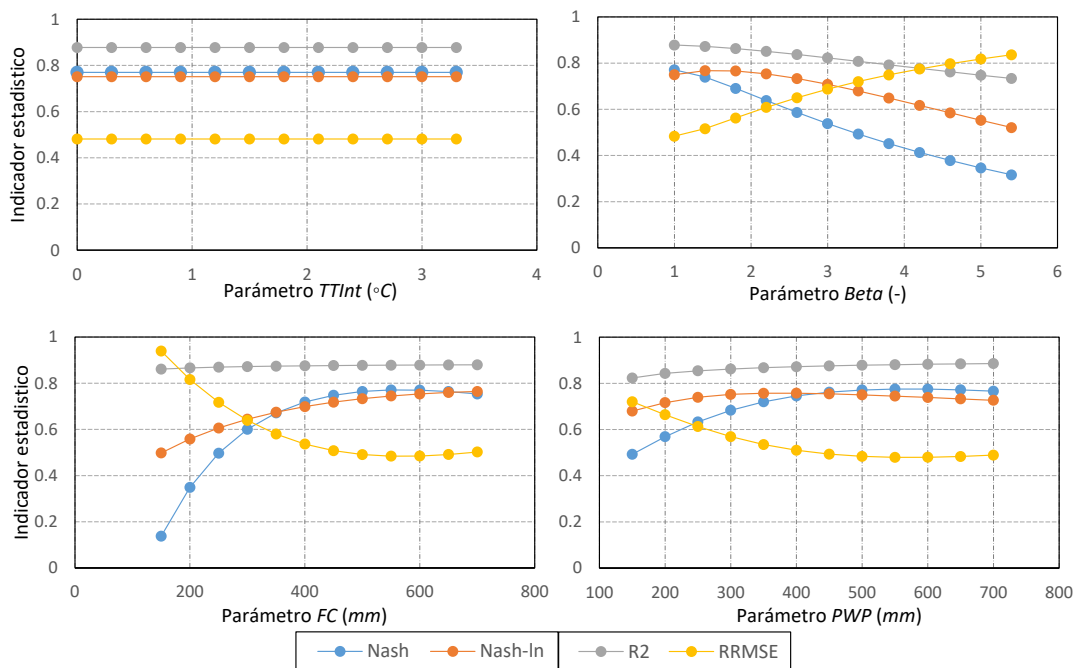 1
0.8
0.6
0.4
0.2
0
0 1 2 3 4
Indicador estadistico
Parámetro TTInt (°C)
1
0.8
0.6
0.4
0.2
0
0 1 2 3 4 5 6
Parámetro Beta (-)
1
0.8
0.6
0.4
0.2
0
0 200 400 600 800
Indicador estadistico
Parámetro FC (mm)
1
0.8
0.6
0.4
0.2
0
100 200 300 400 500 600 700 800
Parámetro PWP (mm)
Nash Nash-ln R2 RRMSE